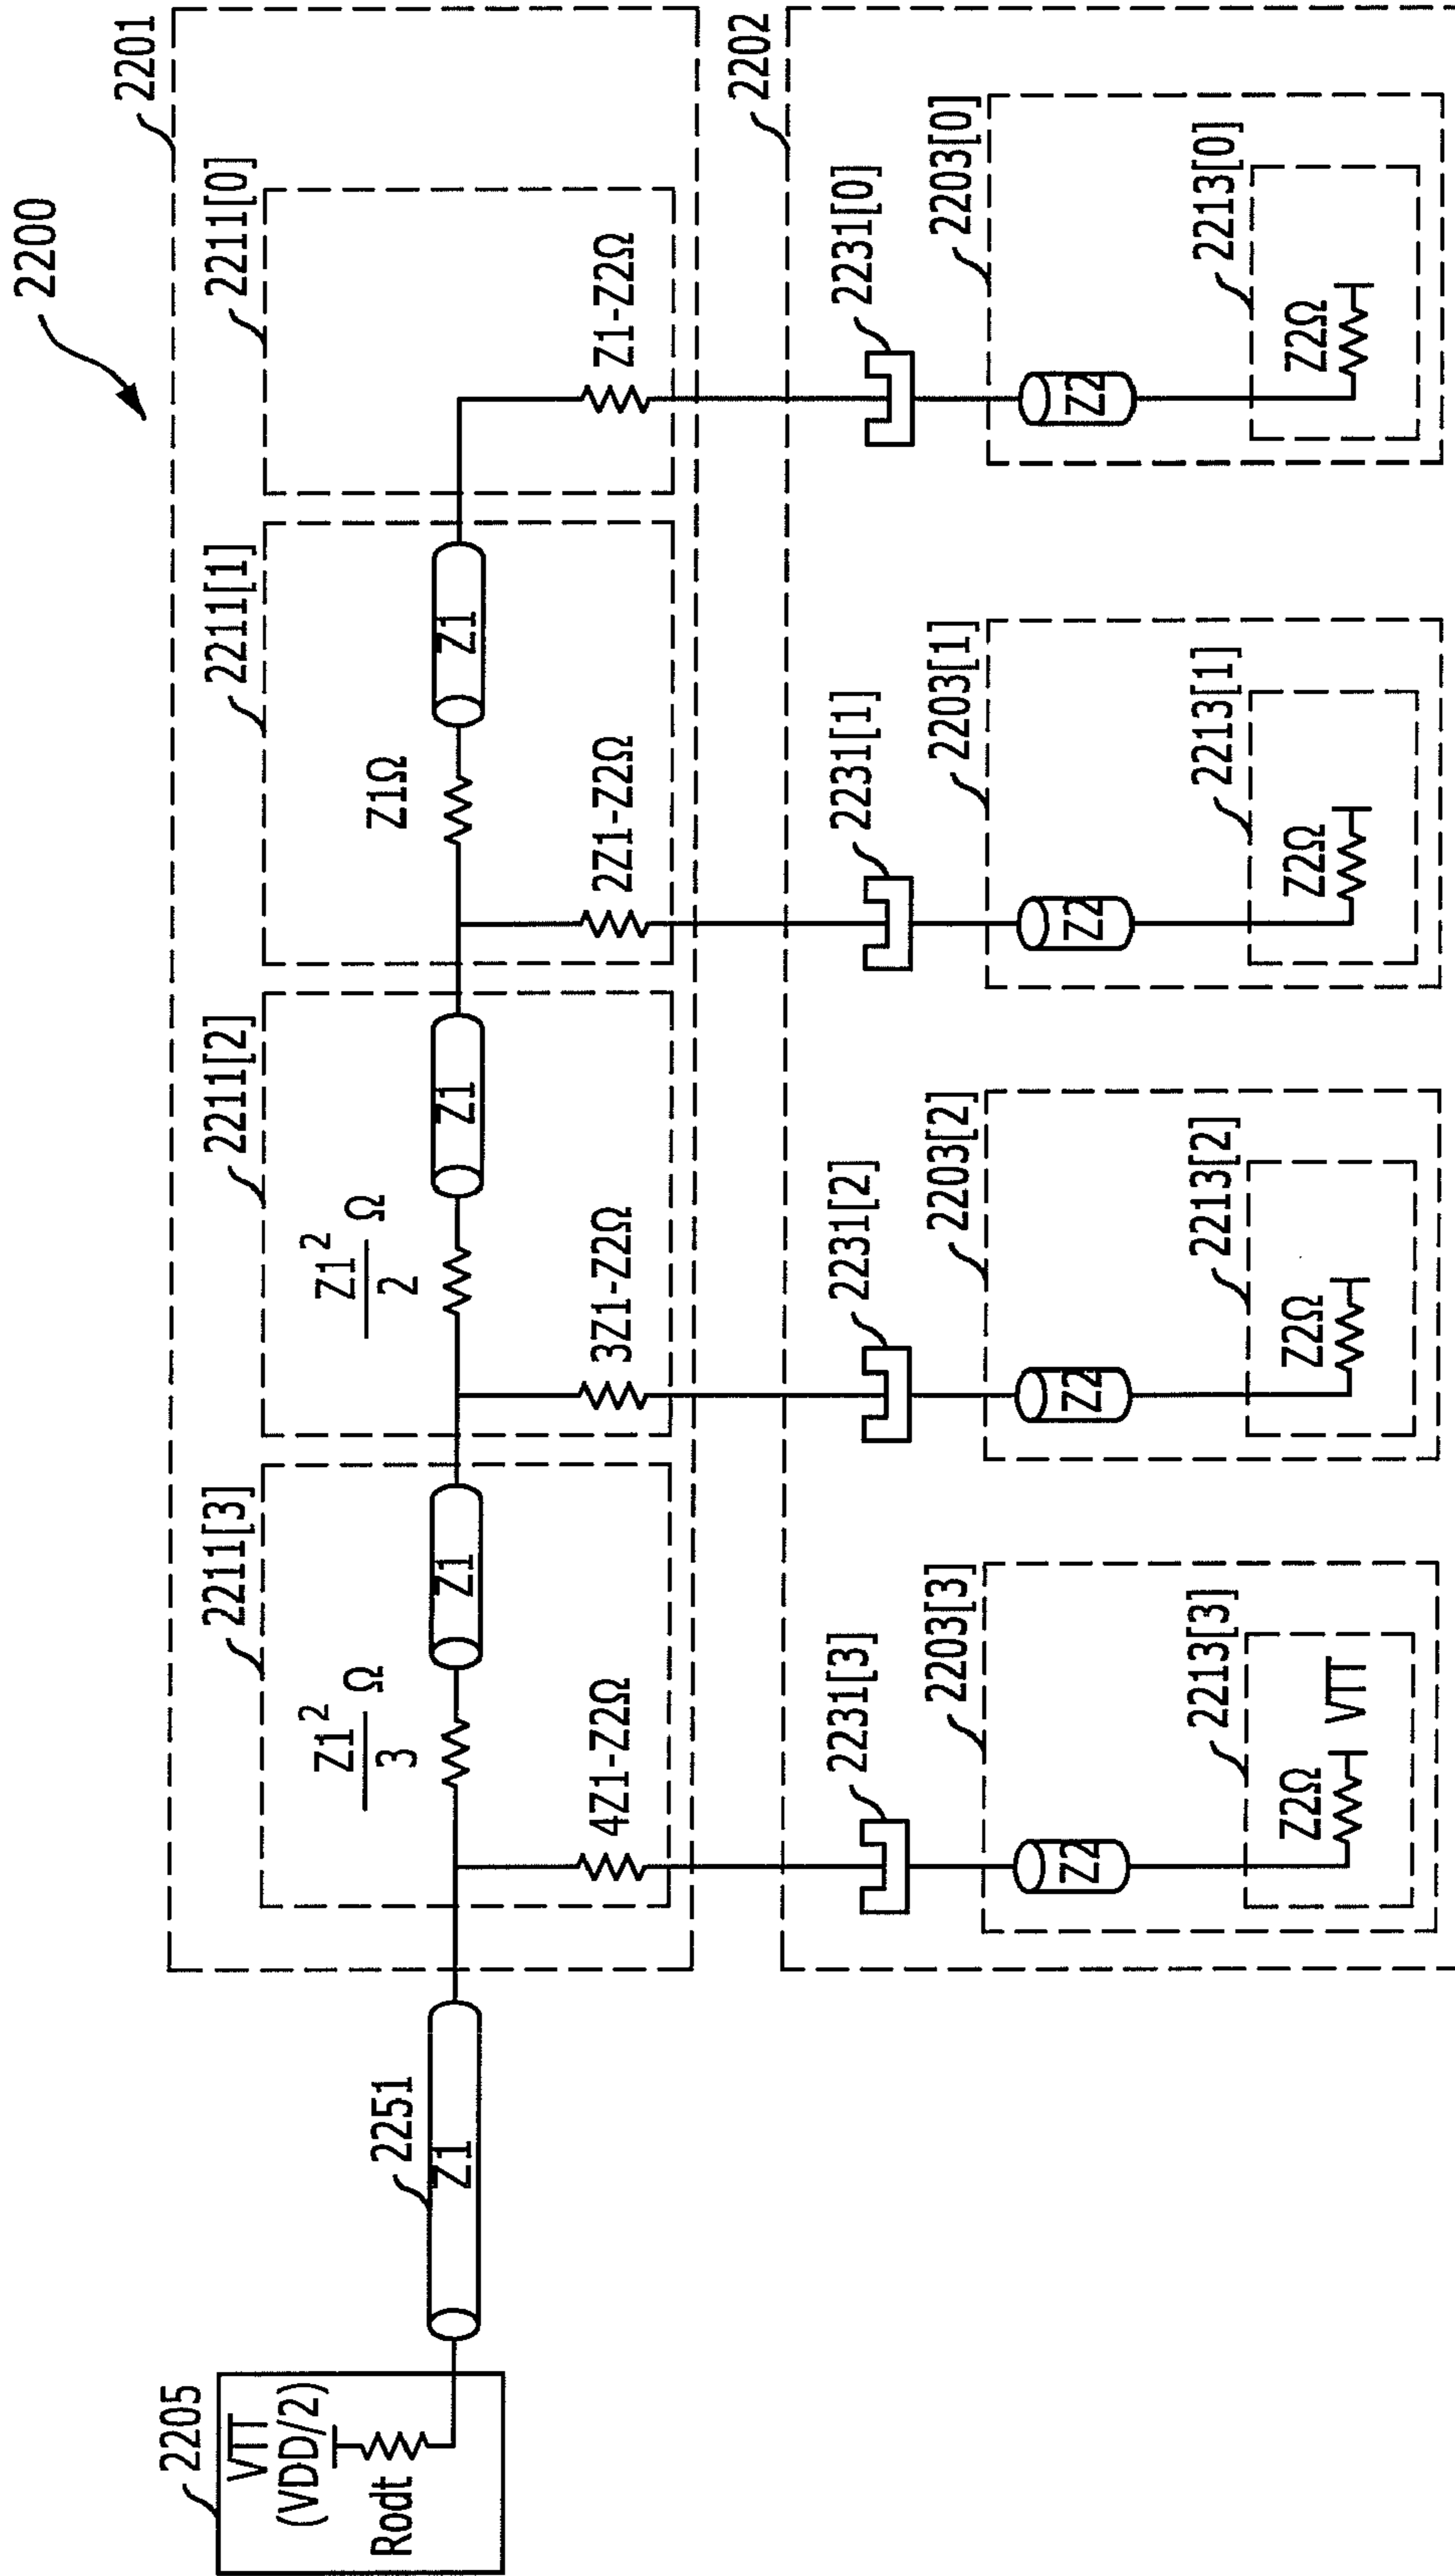 2200
2201
2211[3]
2211[2]
2211[1]
2211[0]
2205
VTT
(VDD/2)
Rodt
2251
Z1
Z1²
3
Ω
Z1
4Z1-Z2Ω
Z1²
2
Ω
Z1
3Z1-Z2Ω
Z1Ω
Z1
2Z1-Z2Ω
Z1-Z2Ω
2202
2231[3]
2231[2]
2231[1]
2231[0]
2203[3]
2203[2]
2203[1]
2203[0]
Z2
Z2
Z2
Z2
2213[3]
2213[2]
2213[1]
2213[0]
Z2Ω
VTT
Z2Ω
Z2Ω
Z2Ω